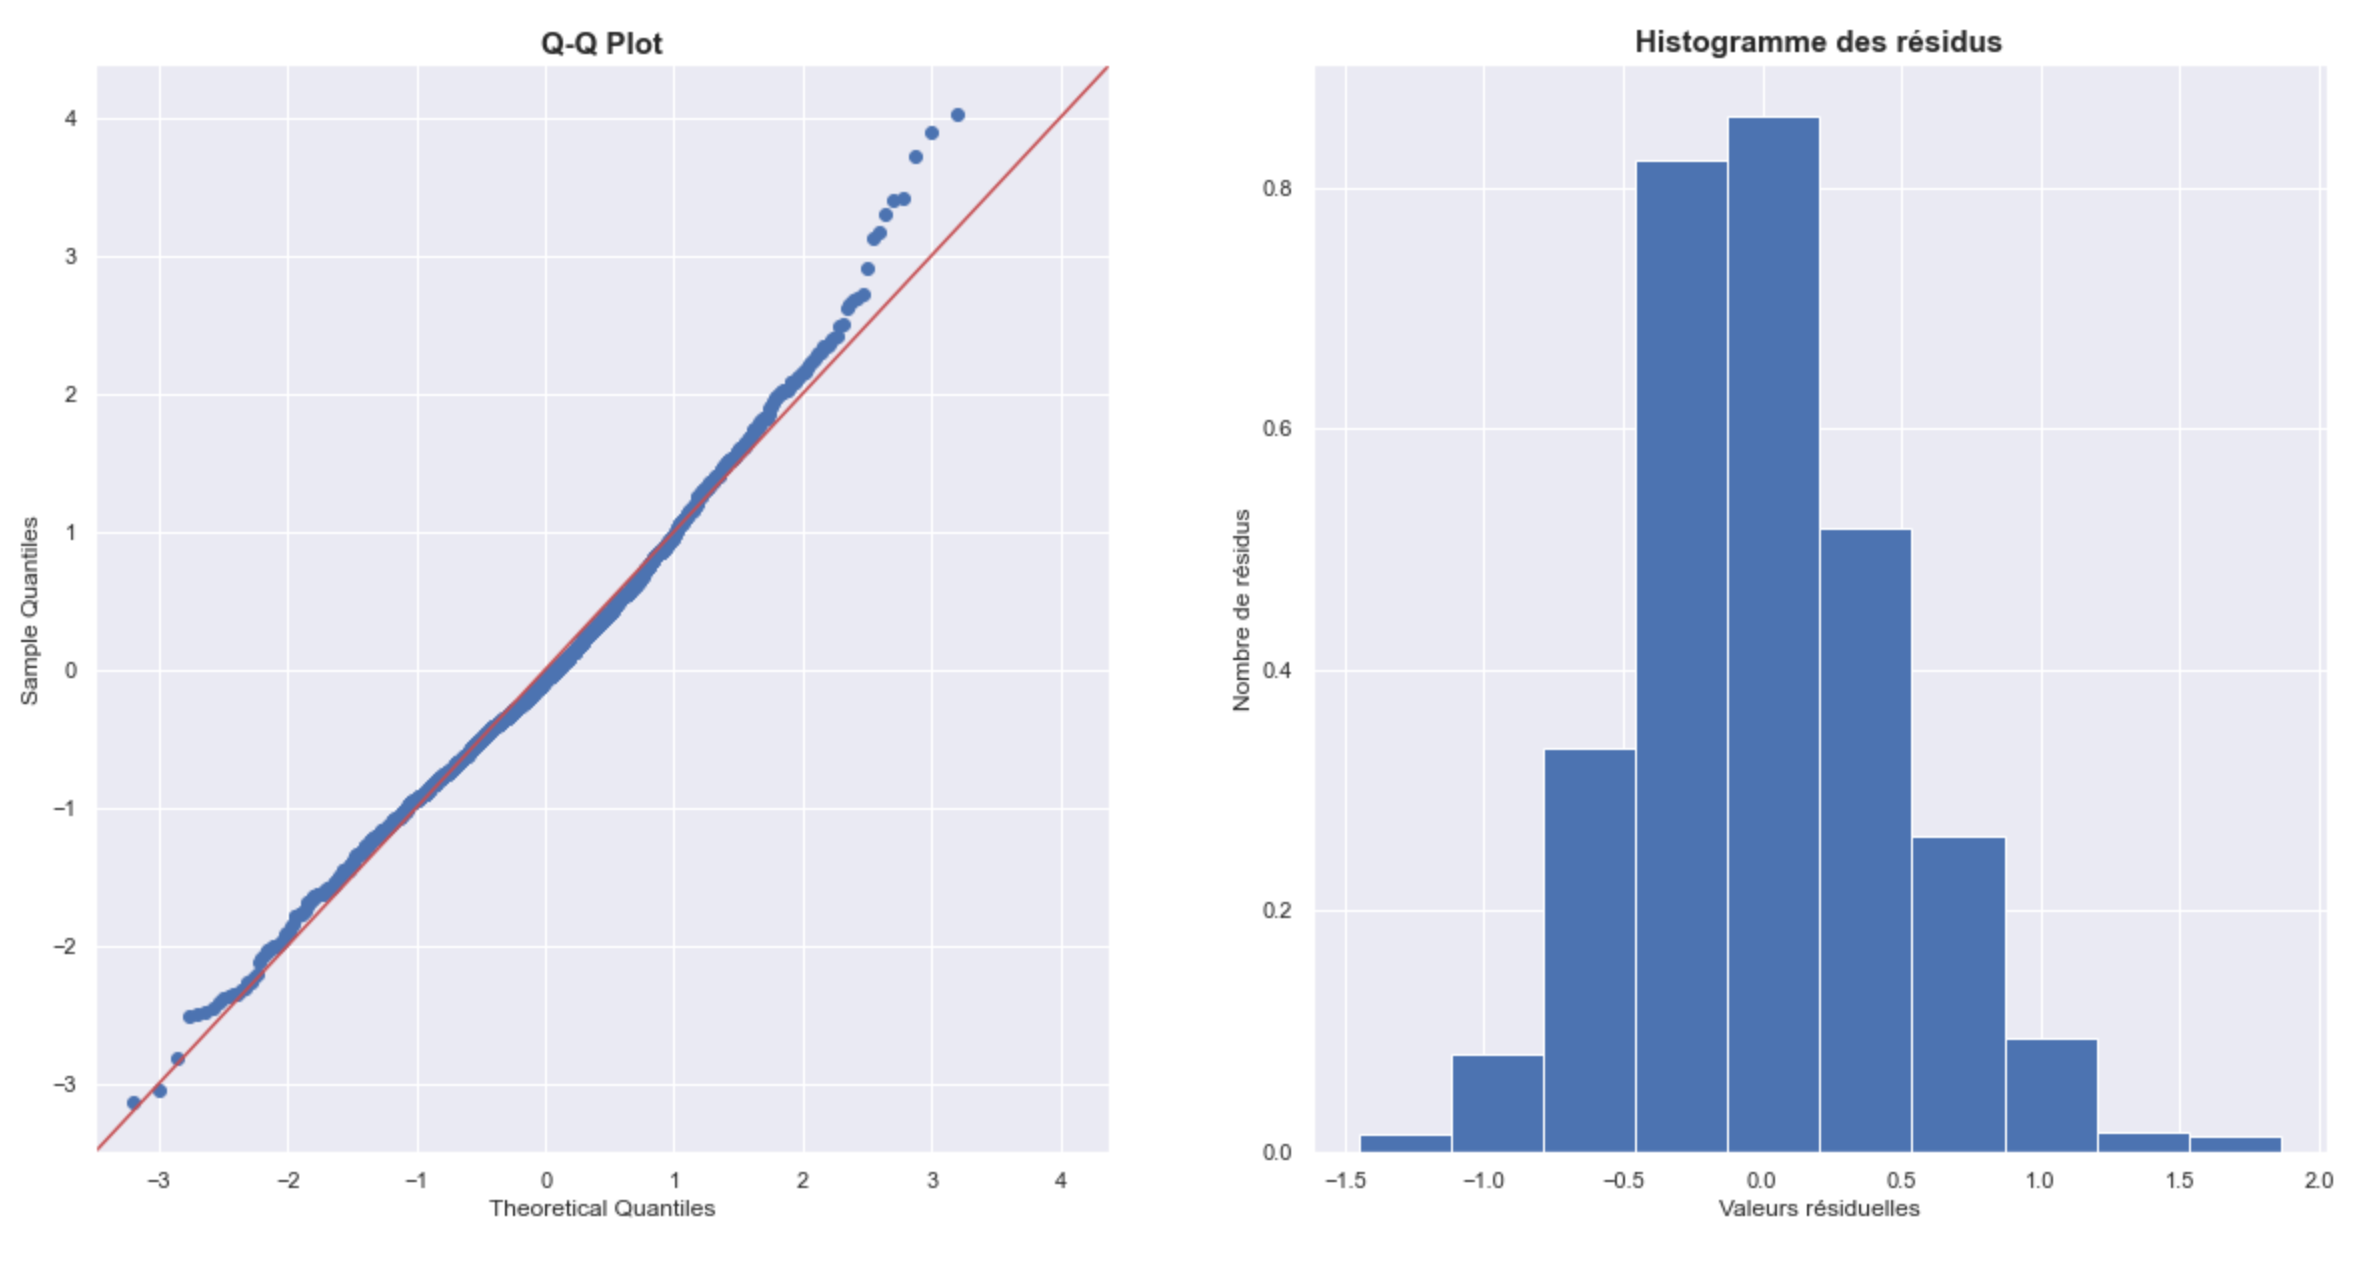 Q-Q Plot
4
3
2
1
0
−1
−2
−3
Sample Quantiles
−3 −2 −1 0 1 2 3 4
Theoretical Quantiles
Histogramme des résidus
0.8
0.6
0.4
0.2
0.0
Nombre de résidus
−1.5 −1.0 −0.5 0.0 0.5 1.0 1.5 2.0
Valeurs résiduelles